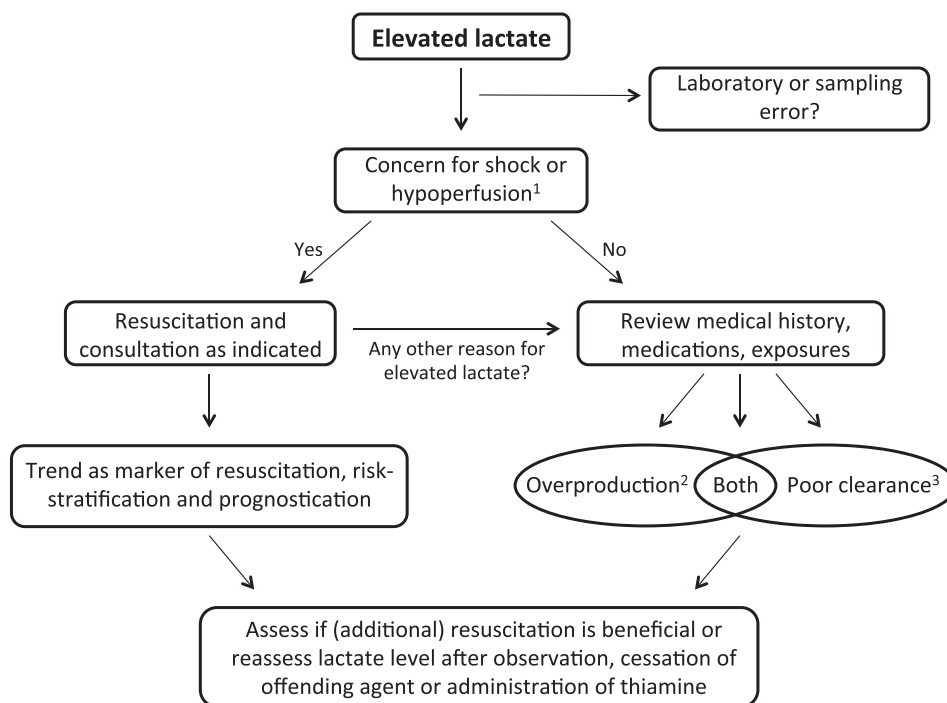 Elevated lactate
Laboratory or sampling
error?
Concern for shock or
hypoperfusion¹
Yes
No
Resuscitation and
consultation as indicated
Any other reason for
elevated lactate?
Review medical history,
medications, exposures
Trend as marker of resuscitation, risk-
stratification and prognostication
Overproduction²
Both
Poor clearance³
Assess if (additional) resuscitation is beneficial or
reassess lactate level after observation, cessation of
offending agent or administration of thiamine